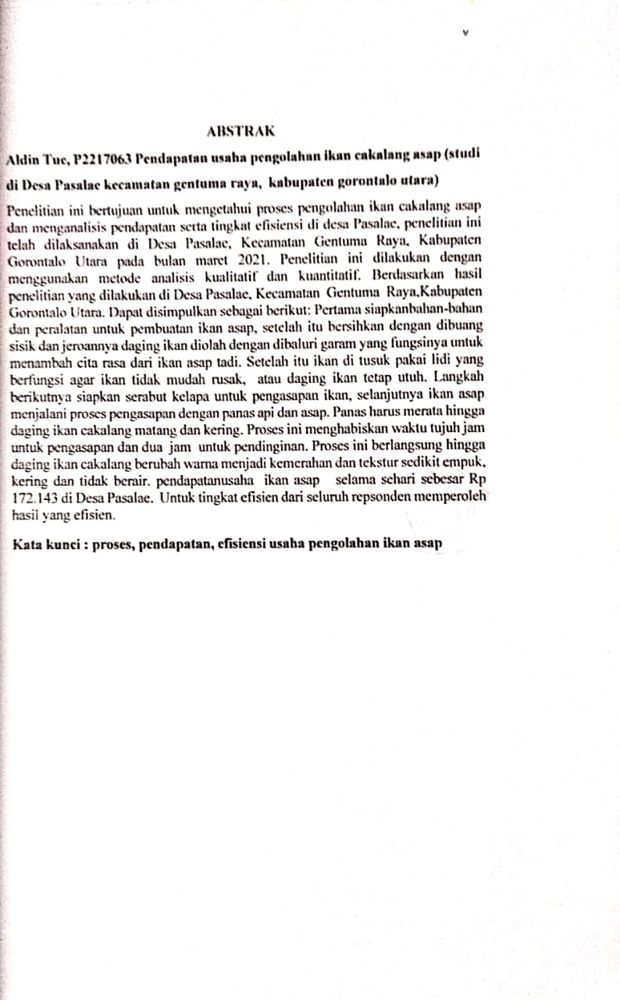 v
ABSTRAK
Aldin Tue, P2217063 Pendapatan usaha pengolahan ikan cakalang asap (studi
di Desa Pasalae kecamatan gentuma raya, kabupaten gorontalo utara)
Penelitian ini bertujuan untuk mengetahui proses pengolahan ikan cakalang asap
dan menganalisis pendapatan serta tingkat efisiensi di desa Pasalae, penelitian ini
telah dilaksanakan di Desa Pasalae, Kecamatan Gentuma Raya, Kabupaten
Gorontalo Utara pada bulan maret 2021. Penelitian ini dilakukan dengan
menggunakan metode analisis kualitatif dan kuantitatif. Berdasarkan hasil
penelitian yang dilakukan di Desa Pasalae, Kecamatan Gentuma Raya,Kabupaten
Gorontalo Utara. Dapat disimpulkan sebagai berikut: Pertama siapkanbahan-bahan
dan peralatan untuk pembuatan ikan asap, setelah itu bersihkan dengan dibuang
sisik dan jeroannya daging ikan diolah dengan dibaluri garam yang fungsinya untuk
menambah cita rasa dari ikan asap tadi. Setelah itu ikan di tusuk pakai lidi yang
berfungsi agar ikan tidak mudah rusak, atau daging ikan tetap utuh. Langkah
berikutnya siapkan serabut kelapa untuk pengasapan ikan, selanjutnya ikan asap
menjalani proses pengasapan dengan panas api dan asap. Panas harus merata hingga
daging ikan cakalang matang dan kering. Proses ini menghabiskan waktu tujuh jam
untuk pengasapan dan dua jam untuk pendinginan. Proses ini berlangsung hingga
daging ikan cakalang berubah warna menjadi kemerahan dan tekstur sedikit empuk,
kering dan tidak berair. pendapatanusaha ikan asap selama sehari sebesar Rp
172.143 di Desa Pasalae. Untuk tingkat efisien dari seluruh repsonden memperoleh
hasil yang efisien.
Kata kunci : proses, pendapatan, efisiensi usaha pengolahan ikan asap